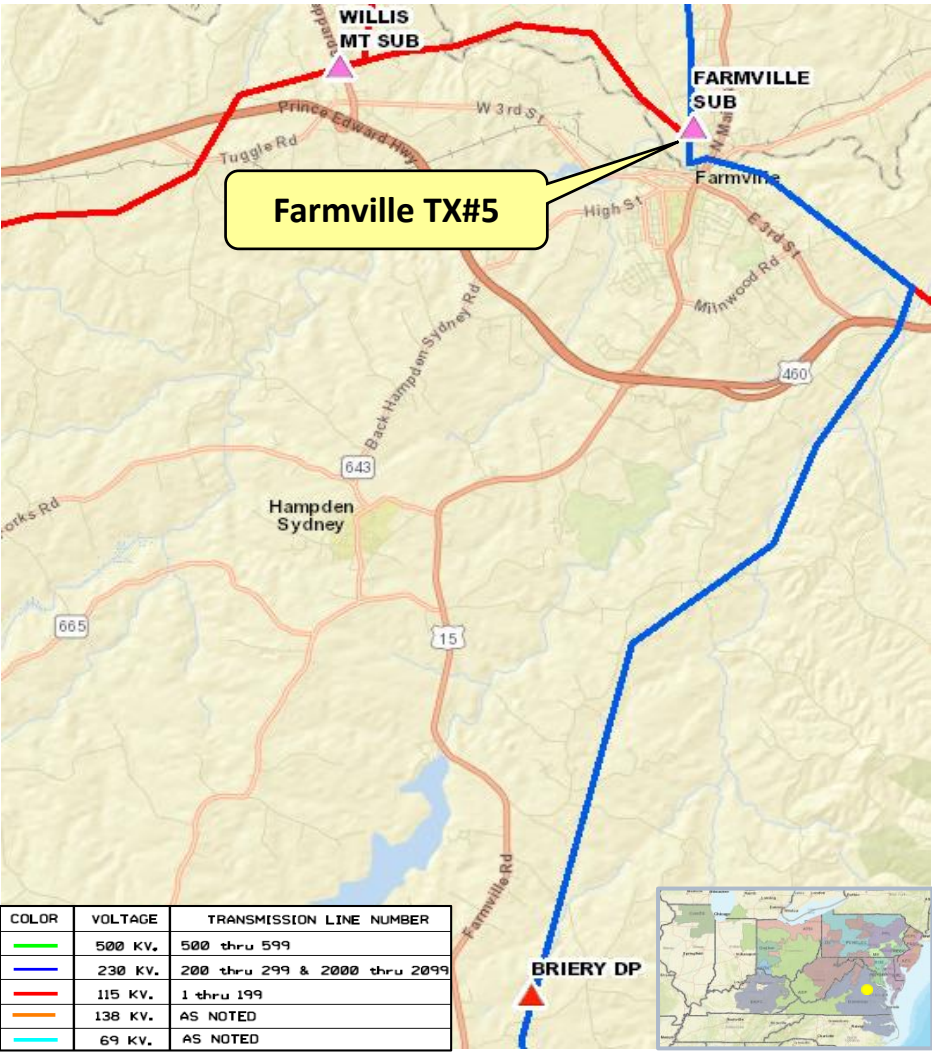 WILLIS
MT SUB
FARMVILLE
SUB
W 3rd St
N Mai
Prince Edward Hwy
Tuggle Rd
Farmville TX#5
Farmville
High St
E 3rd St
Milnwood Rd
Back Hampden Sydney Rd
460
643
Hampden
Sydney
orks Rd
665
15
Farmville Rd
BRIERY DP
COLOR VOLTAGE TRANSMISSION LINE NUMBER
500 KV. 500 thru 599
230 KV. 200 thru 299 & 2000 thru 2099
115 KV. 1 thru 199
138 KV. AS NOTED
69 KV. AS NOTED